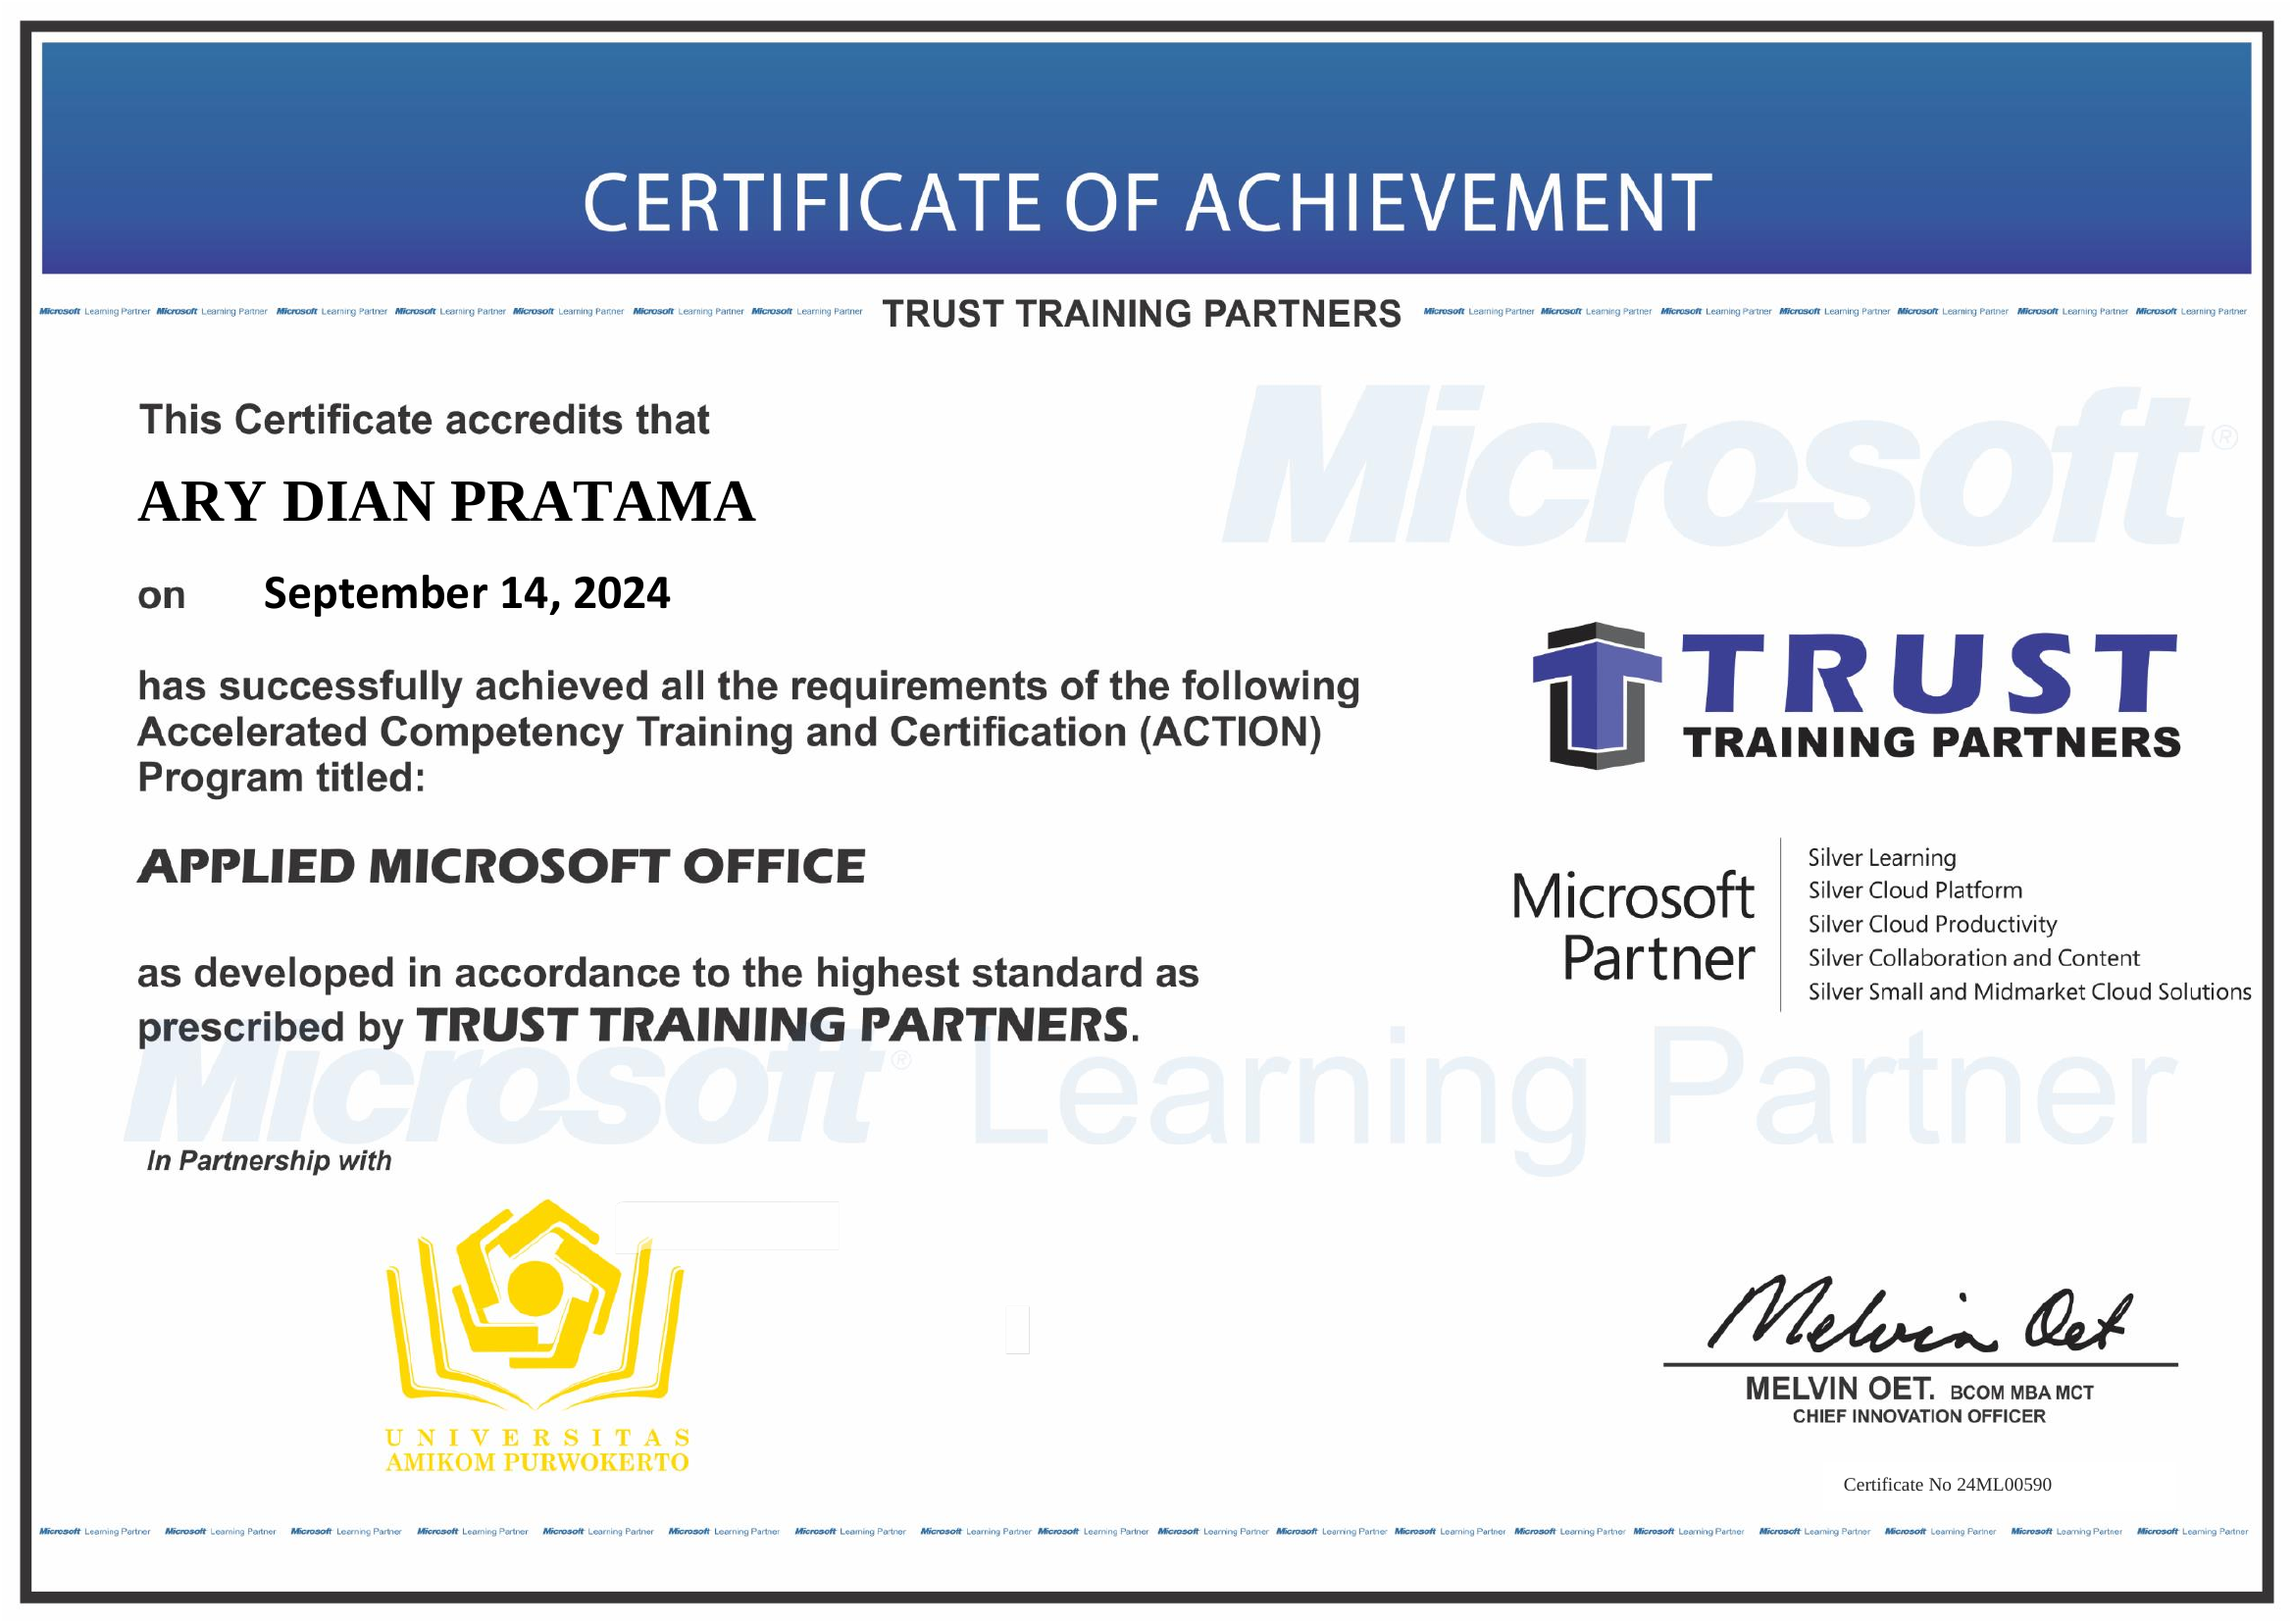 CERTIFICATE OF ACHIEVEMENT
Microsoft Learning Partner Microsoft Learning Partner Microsoft Learning Partner Microsoft Learning Partner Microsoft Learning Partner Microsoft Learning Partner Microsoft Learning Partner TRUST TRAINING PARTNERS Microsoft Learning Partner Microsoft Learning Partner Microsoft Learning Partner Microsoft Learning Partner Microsoft Learning Partner Microsoft Learning Partner Microsoft Learning Partner
This Certificate accredits that
Microsoft®
ARY DIAN PRATAMA
on September 14, 2024
has successfully achieved all the requirements of the following
Accelerated Competency Training and Certification (ACTION)
Program titled:
TRUST
TRAINING PARTNERS
APPLIED MICROSOFT OFFICE
Microsoft
Partner
Silver Learning
Silver Cloud Platform
Silver Cloud Productivity
Silver Collaboration and Content
Silver Small and Midmarket Cloud Solutions
as developed in accordance to the highest standard as
prescribed by TRUST TRAINING PARTNERS.
Microsoft® Learning Partner
In Partnership with
UNIVERSITAS
AMIKOM PURWOKERTO
Melvin Oet
MELVIN OET. BCOM MBA MCT
CHIEF INNOVATION OFFICER
Certificate No 24ML00590
Microsoft Learning Partner Microsoft Learning Partner Microsoft Learning Partner Microsoft Learning Partner Microsoft Learning Partner Microsoft Learning Partner Microsoft Learning Partner Microsoft Learning Partner Microsoft Learning Partner Microsoft Learning Partner Microsoft Learning Partner Microsoft Learning Partner Microsoft Learning Partner Microsoft Learning Partner Microsoft Learning Partner Microsoft Learning Partner Microsoft Learning Partner Microsoft Learning Partner